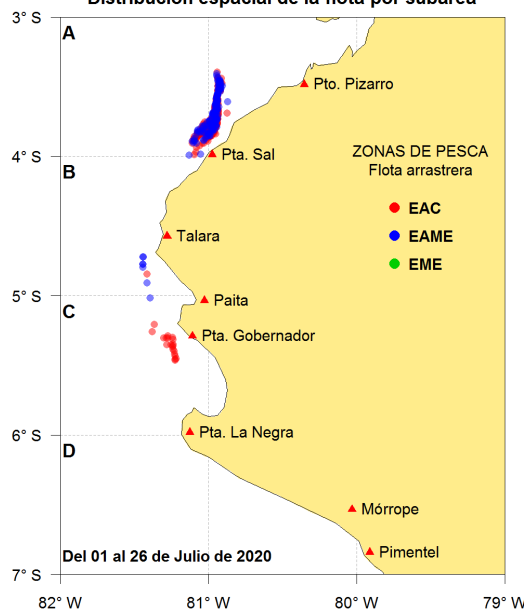 Distribución espacial de la flota por subárea
3° S
A
Pto. Pizarro
ZONAS DE PESCA
Flota arrastrera
4° S
Pta. Sal
B
EAC
Talara
EAME
EME
5° S
Paita
C
Pta. Gobernador
6° S
Pta. La Negra
D
Mórrope
Del 01 al 26 de Julio de 2020
Pimentel
7° S
82° W 81° W 80° W 79° W